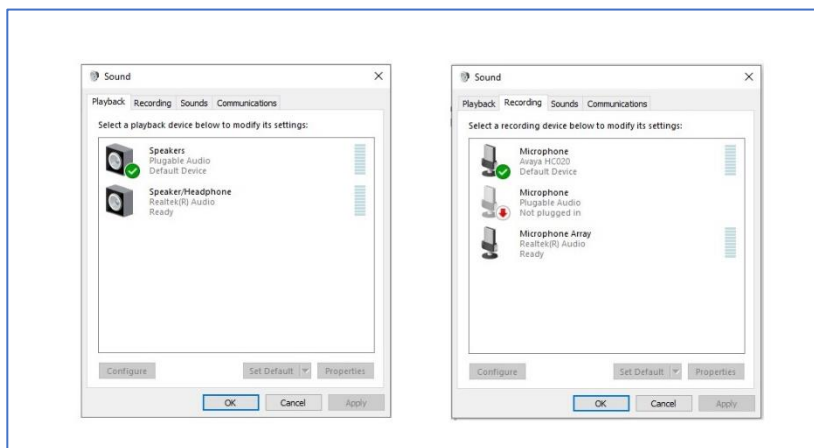 Sound
Playback Recording Sounds Communications
Select a playback device below to modify its settings:
Speakers
Plugable Audio
Default Device
Speaker/Headphone
Realtek(R) Audio
Ready
Configure Set Default Properties
OK Cancel Apply
Sound
Playback Recording Sounds Communications
Select a recording device below to modify its settings:
Microphone
Avaya HC020
Default Device
Microphone
Plugable Audio
Not plugged in
Microphone Array
Realtek(R) Audio
Ready
Configure Set Default Properties
OK Cancel Apply